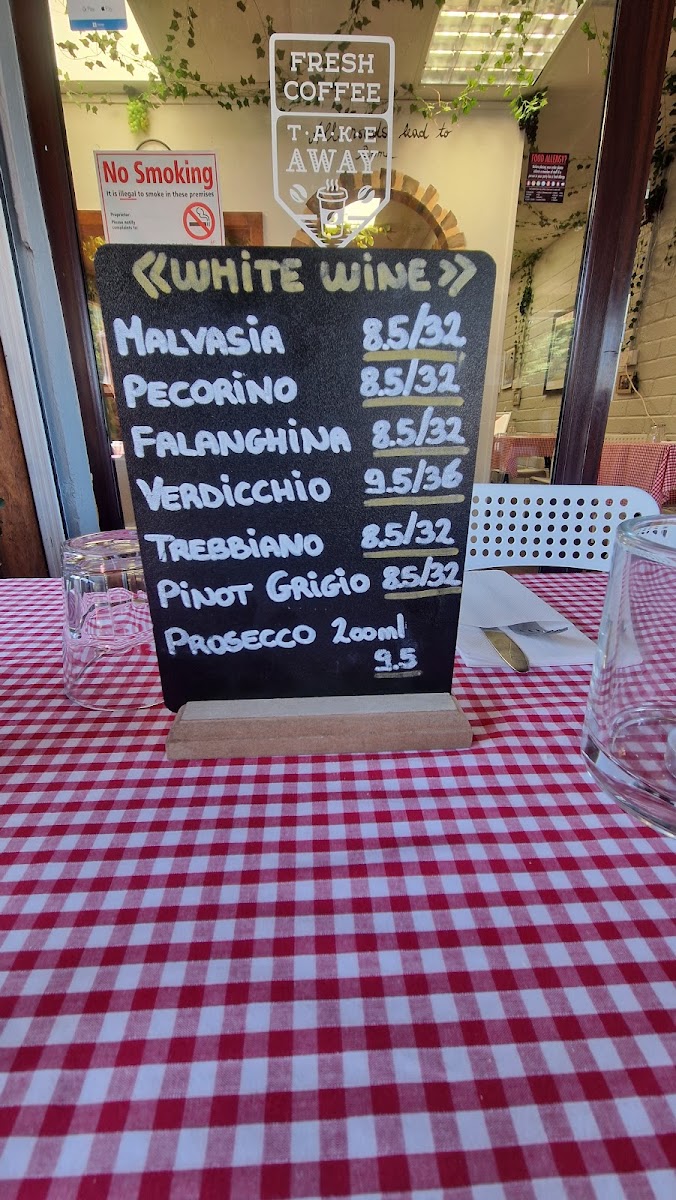 FRESH
COFFEE
TAKE
AWAY
No Smoking
It is illegal to smoke in these premises
FOOD ALLERGY?
<<WHITE WINE>>
MALVASIA 8.5/32
PECORINO 8.5/32
FALANGHINA 8.5/32
VERDICCHIO 9.5/36
TREBBIANO 8.5/32
PINOT GRIGIO 8.5/32
PROSECCO 200ml
9.5